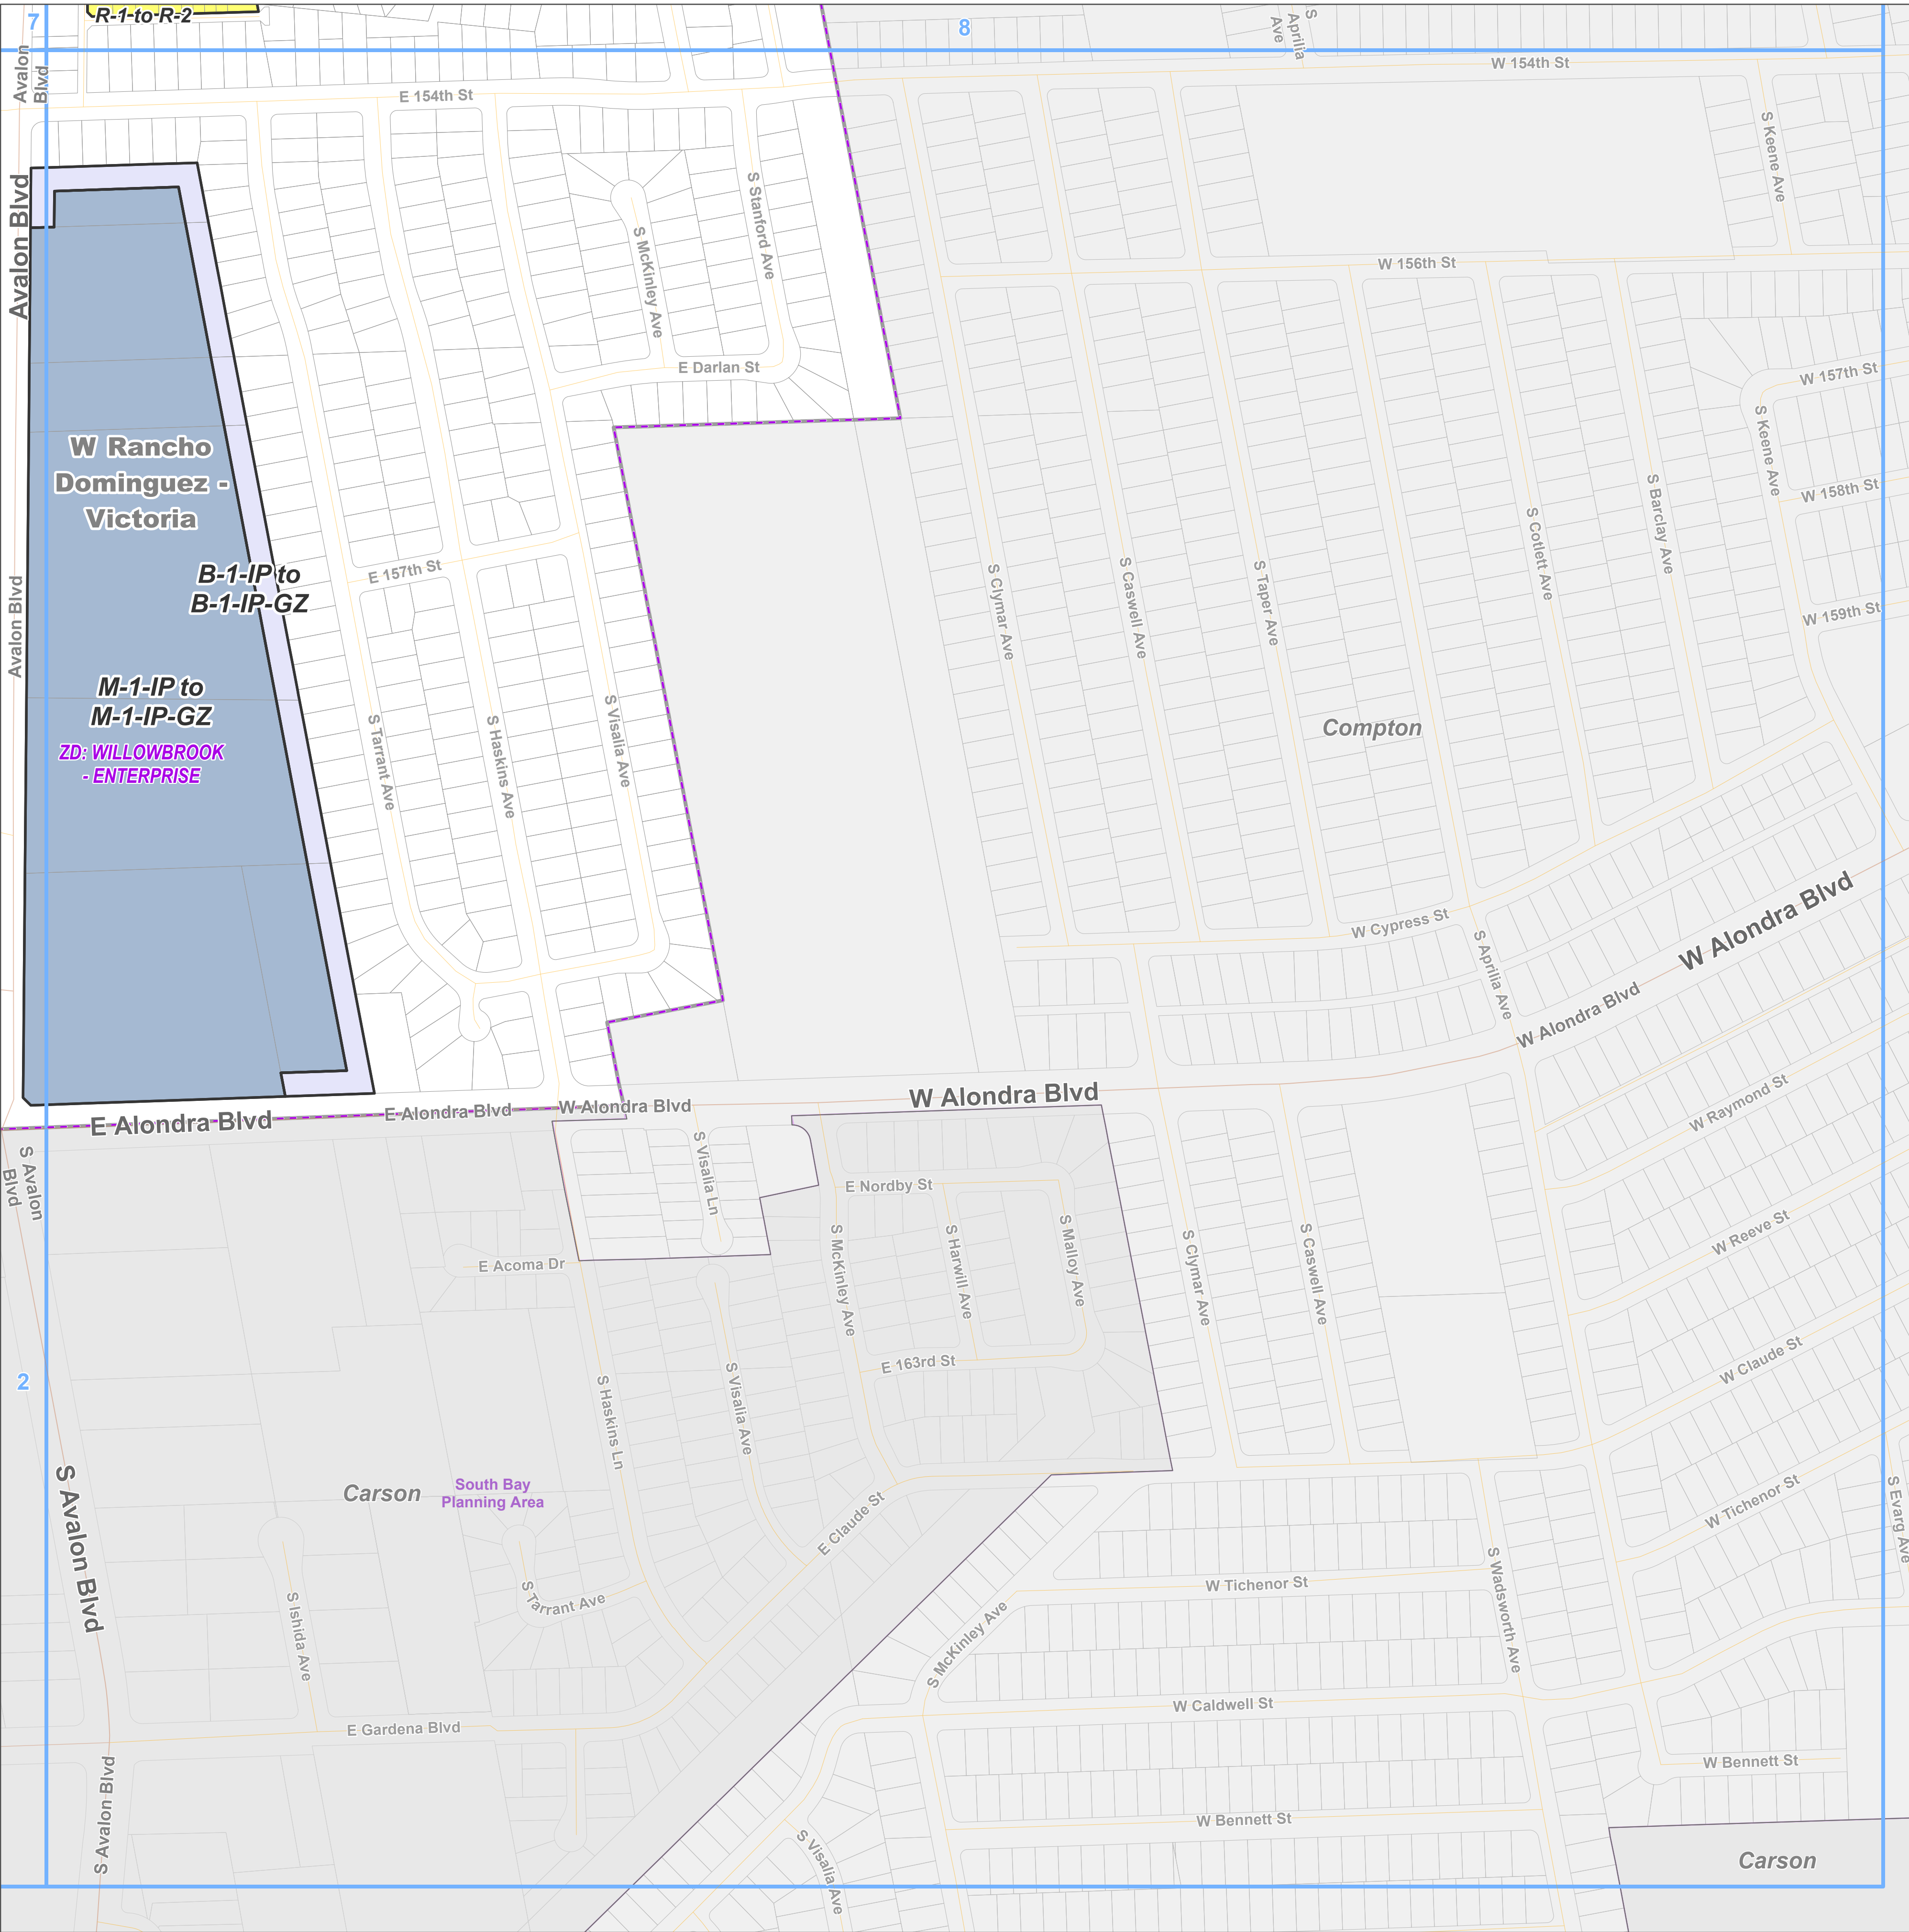 7
R-1-to-R-2
8
S
Aprilia
Ave
Avalon
Blvd
E 154th St
W 154th St
S Keene Ave
Avalon Blvd
S Stanford Ave
S McKinley Ave
W 156th St
E Darlan St
W 157th St
S Keene Ave
W Rancho
Dominguez -
Victoria
W 158th St
S Barclay Ave
S Cotlett Ave
B-1-IP to
B-1-IP-GZ
E 157th St
S Clymar Ave
S Caswell Ave
S Taper Ave
W 159th St
Avalon Blvd
M-1-IP to
M-1-IP-GZ
ZD: WILLOWBROOK
- ENTERPRISE
S Tarrant Ave
S Haskins Ave
S Visalia Ave
Compton
W Cypress St
W Alondra Blvd
S Aprilia Ave
W Alondra Blvd
W Alondra Blvd
W Alondra Blvd
E Alondra Blvd
E Alondra Blvd
W Raymond St
S Avalon
Blvd
S Visalia Ln
E Nordby St
S McKinley Ave
S Harwill Ave
S Malloy Ave
S Clymar Ave
S Caswell Ave
W Reeve St
E Acoma Dr
E 163rd St
W Claude St
2
S Haskins Ln
S Visalia Ave
Carson
South Bay
Planning Area
S Avalon Blvd
E Claude St
W Tichenor St
S Evarg Ave
S Ishida Ave
S Tarrant Ave
W Tichenor St
S Wadsworth Ave
S McKinley Ave
W Caldwell St
E Gardena Blvd
W Bennett St
S Avalon Blvd
W Bennett St
S Visalia Ave
Carson